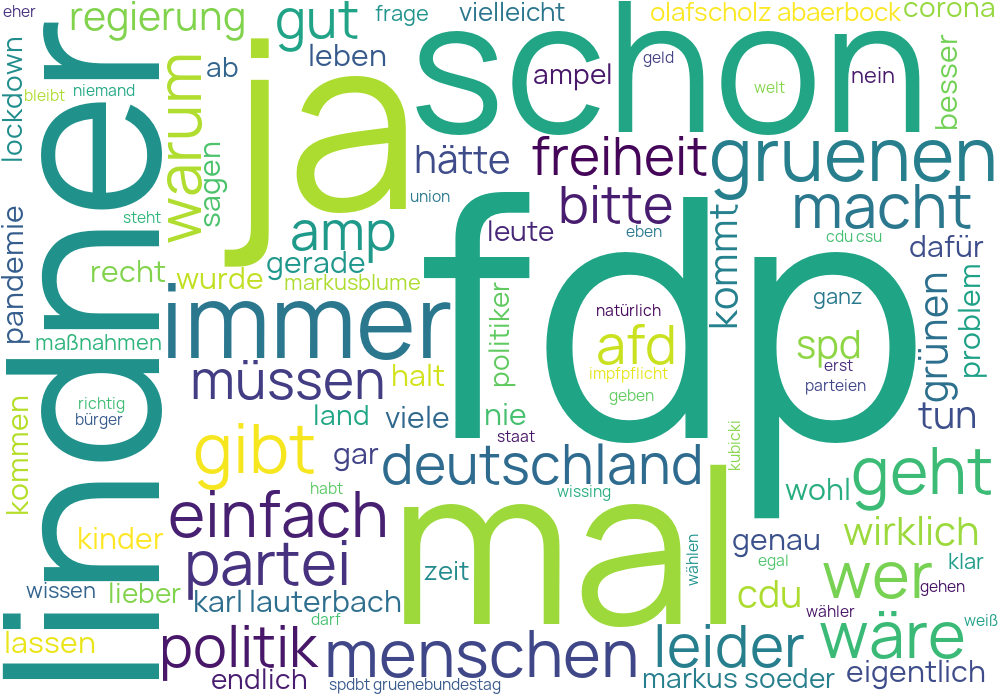 eher
regierung
gut
frage
vielleicht
olafscholz abaerbock
corona
lockdown
bleibt
niemand
lindner
warum
ab
leben
ja
schon
ampel
geld
welt
nein
besser
sagen
hätte
freiheit
gruenen
union
bitte
macht
steht
amp
leute
eben
kommt
cdu csu
dafür
pandemie
recht
wurde
gerade
markusblume
fdp
politiker
natürlich
ganz
grünen
problem
maßnahmen
immer
afd
spd
impfpflicht
erst
parteien
geben
müssen
halt
richtig
bürger
land
viele
nie
staat
tun
kommen
gibt
gar
deutschland
kubicki
geht
habt
wissing
wohl
einfach
mal
kinder
genau
wirklich
partei
zeit
wählen
egal
klar
wissen
lieber
karl lauterbach
cdu
wer
gehen
darf
wähler
weiß
lassen
politik
menschen
leider
wäre
endlich
spdbt gruenebundestag
markus soeder
eigentlich